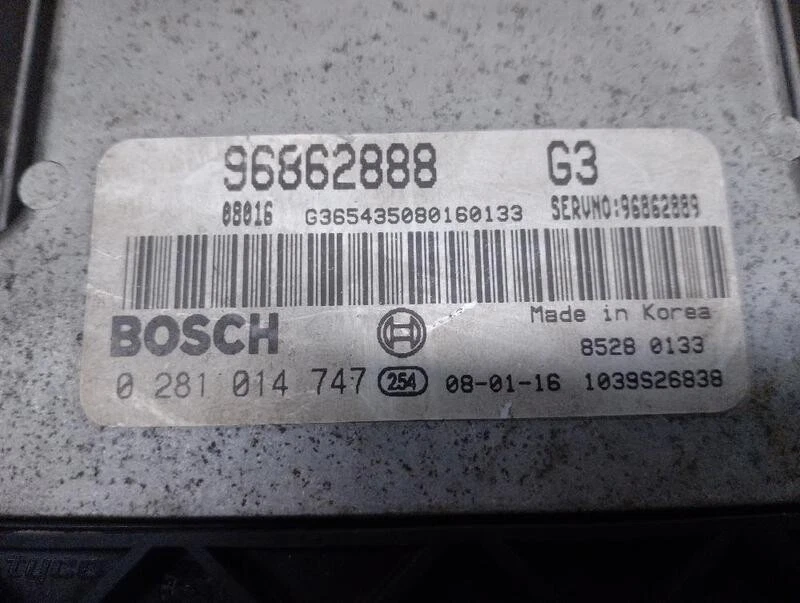 96862888 G3
08016 G365435080160133 SERVNO:96862889
Made in Korea
BOSCH
8528 0133
0 281 014 747 254 08-01-16 1039S26838